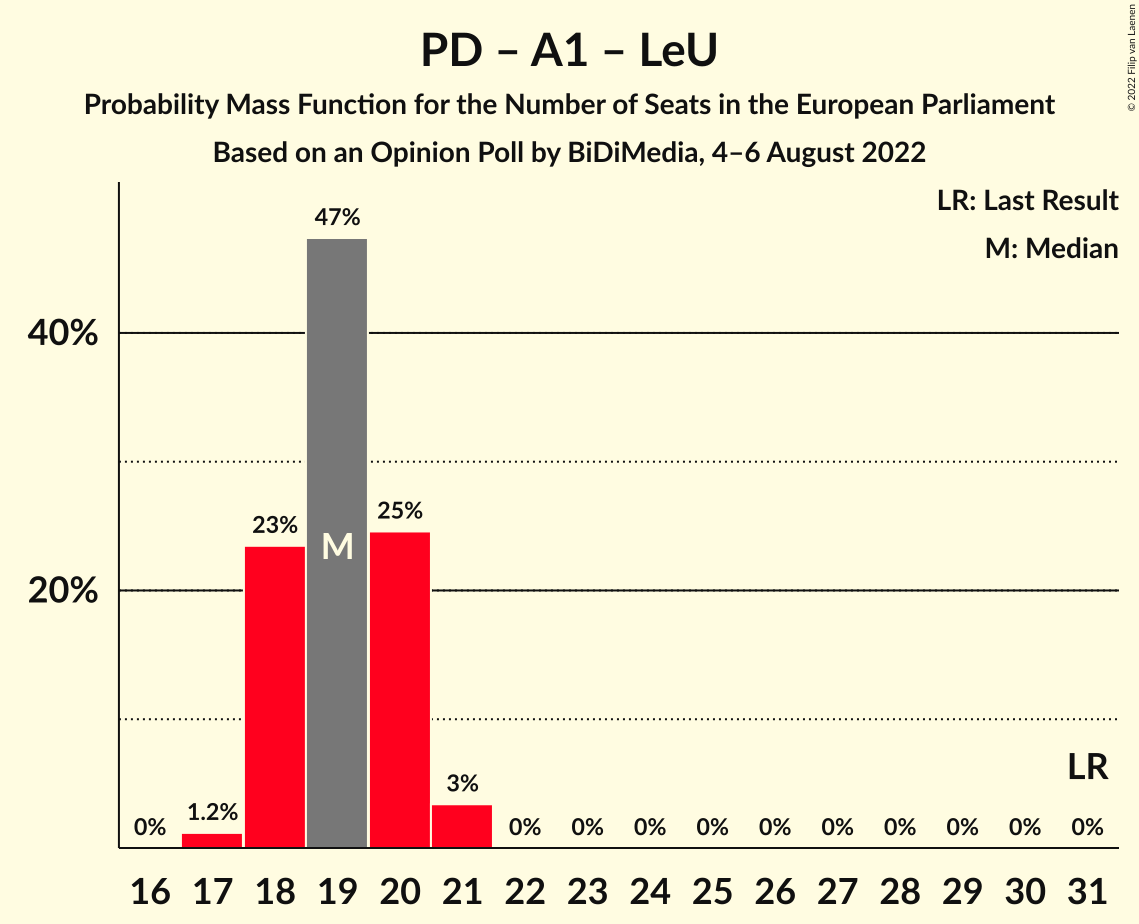 PD – A1 – LeU
Probability Mass Function for the Number of Seats in the European Parliament
Based on an Opinion Poll by BiDiMedia, 4–6 August 2022
© 2022 Filip van Laenen
LR: Last Result
M: Median
40%
20%
0%
1.2%
23%
47%
M
25%
3%
0%
0%
0%
0%
0%
0%
0%
0%
0%
0%
LR
16 17 18 19 20 21 22 23 24 25 26 27 28 29 30 31